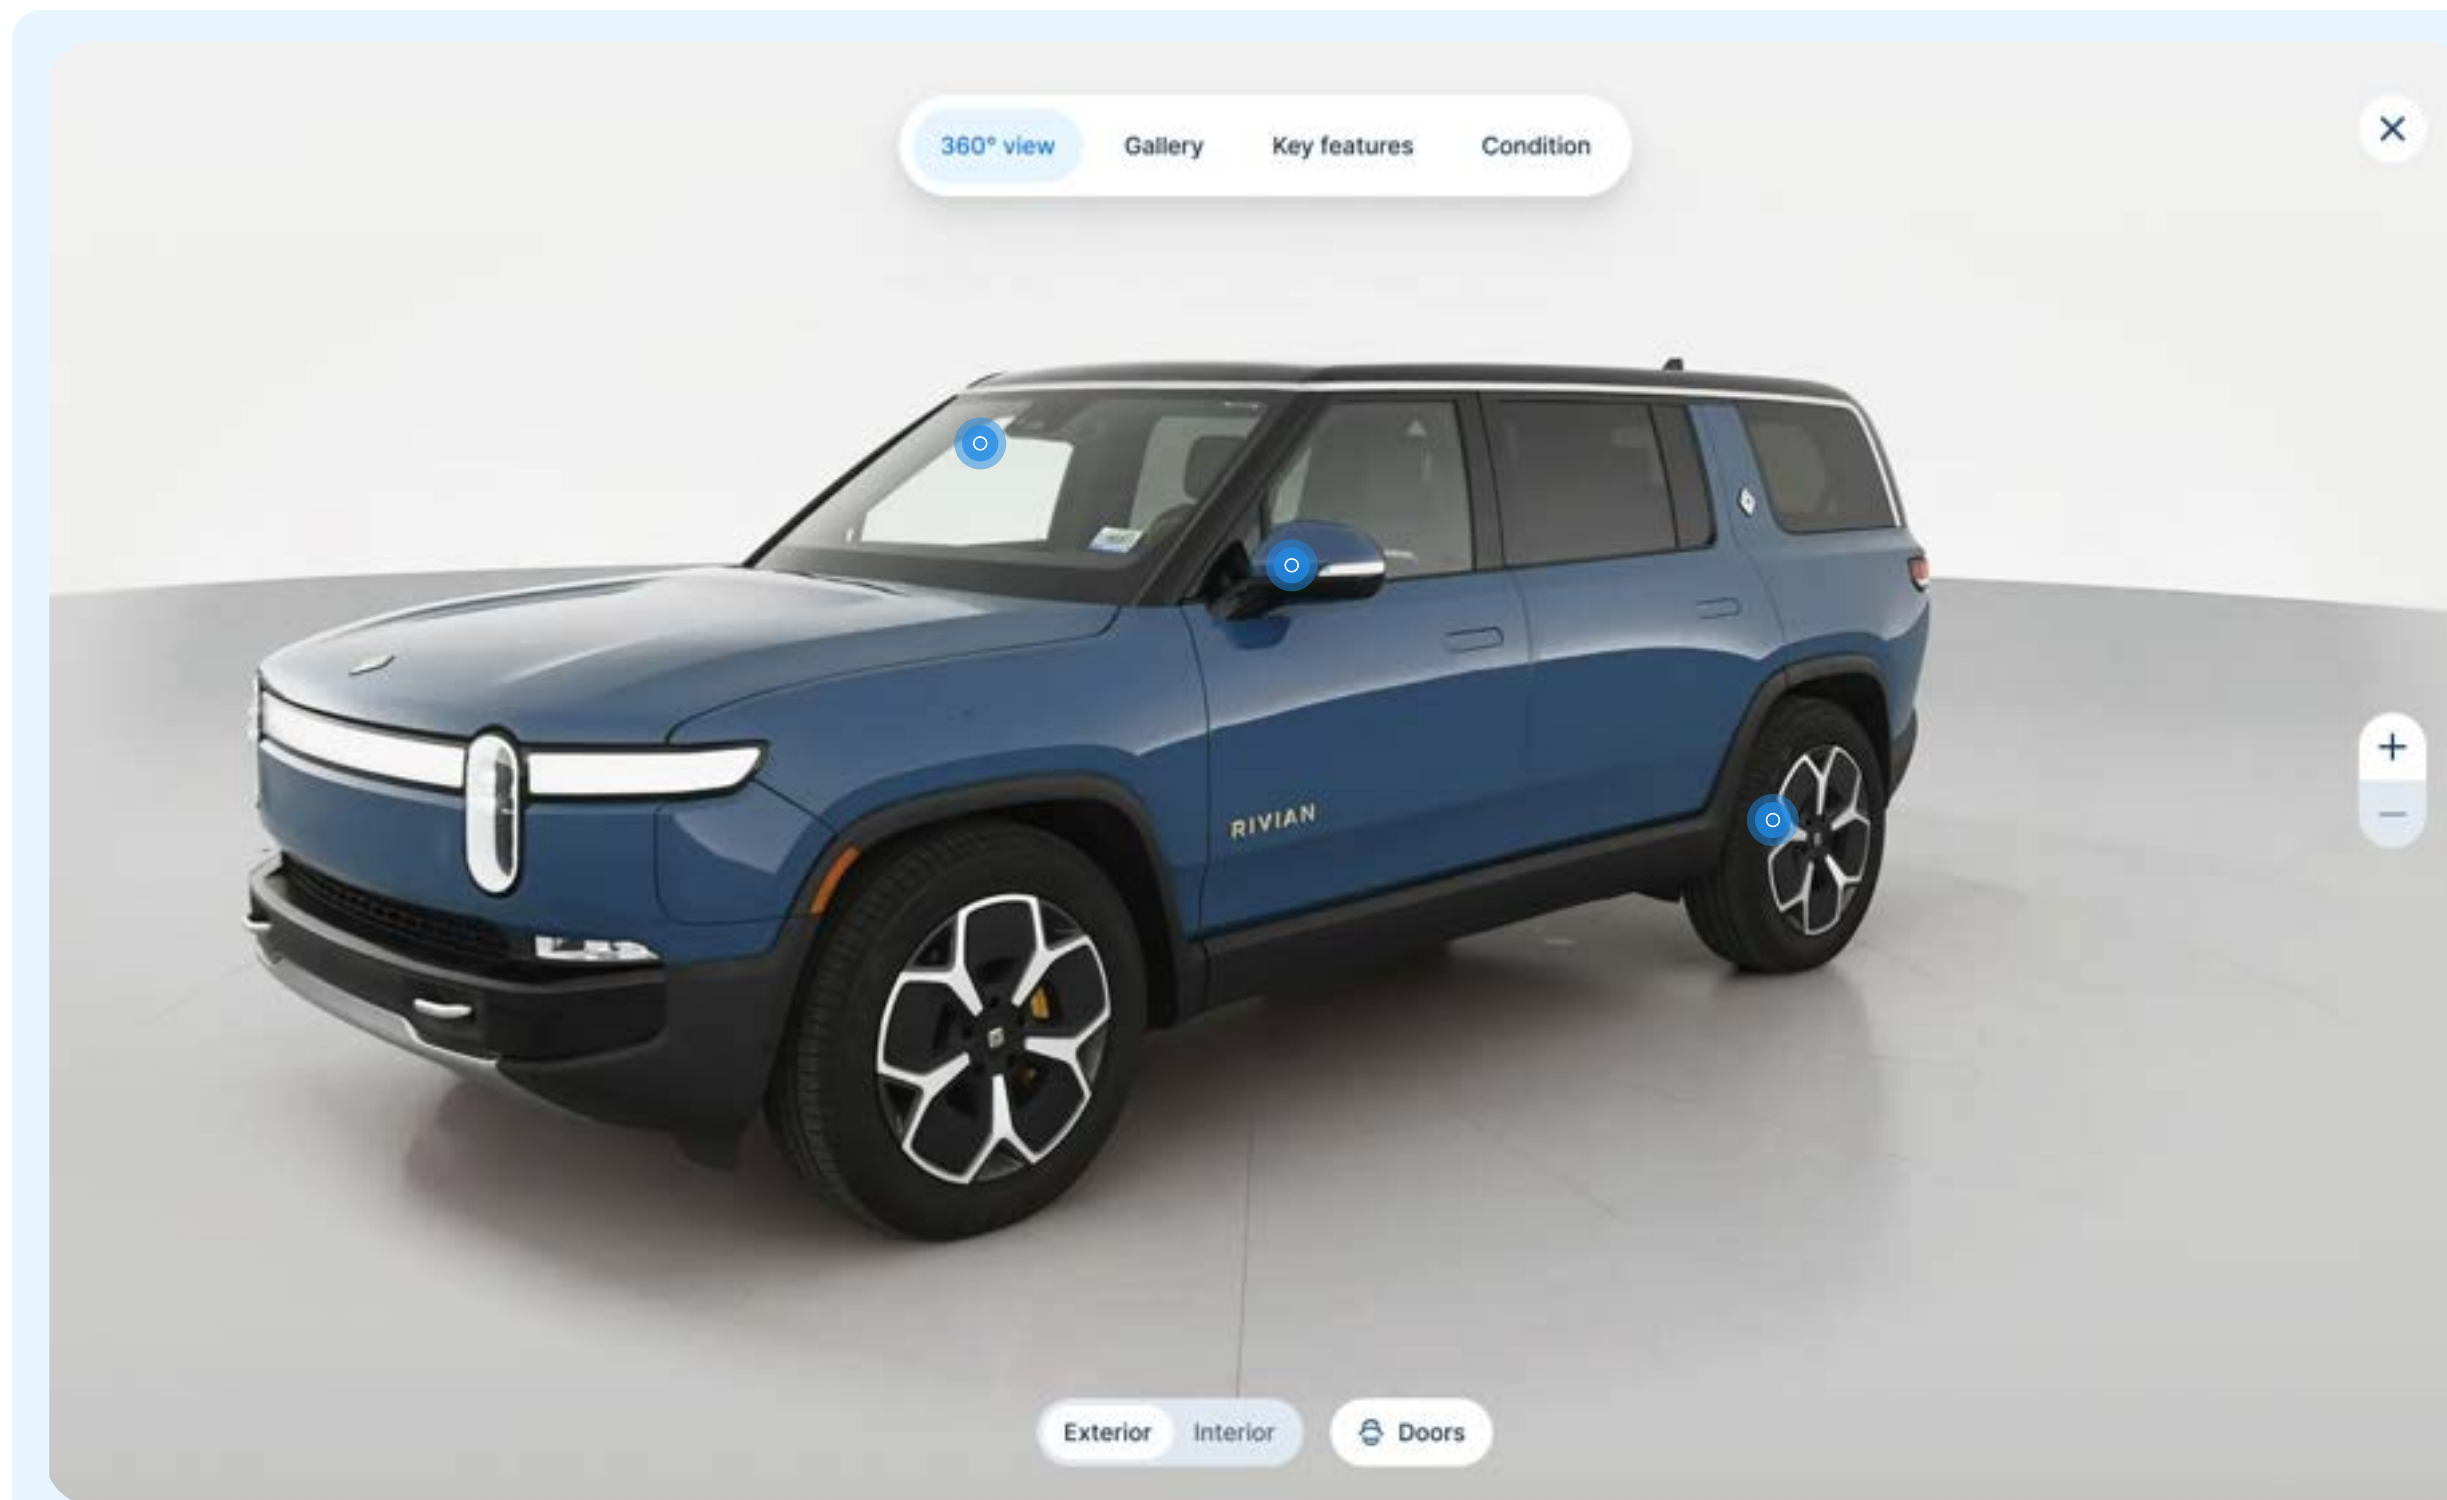 360° view
Gallery
Key features
Condition
RIVIAN
Exterior
Interior
Doors